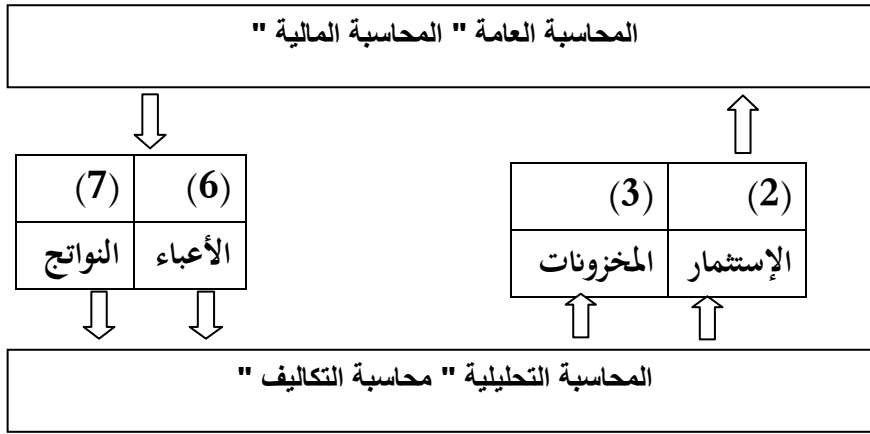 المحاسبة العامة " المحاسبة المالية "
(2) (3)
الإستثمار المخزونات
(6) (7)
الأعباء النواتج
المحاسبة التحليلية " محاسبة التكاليف "